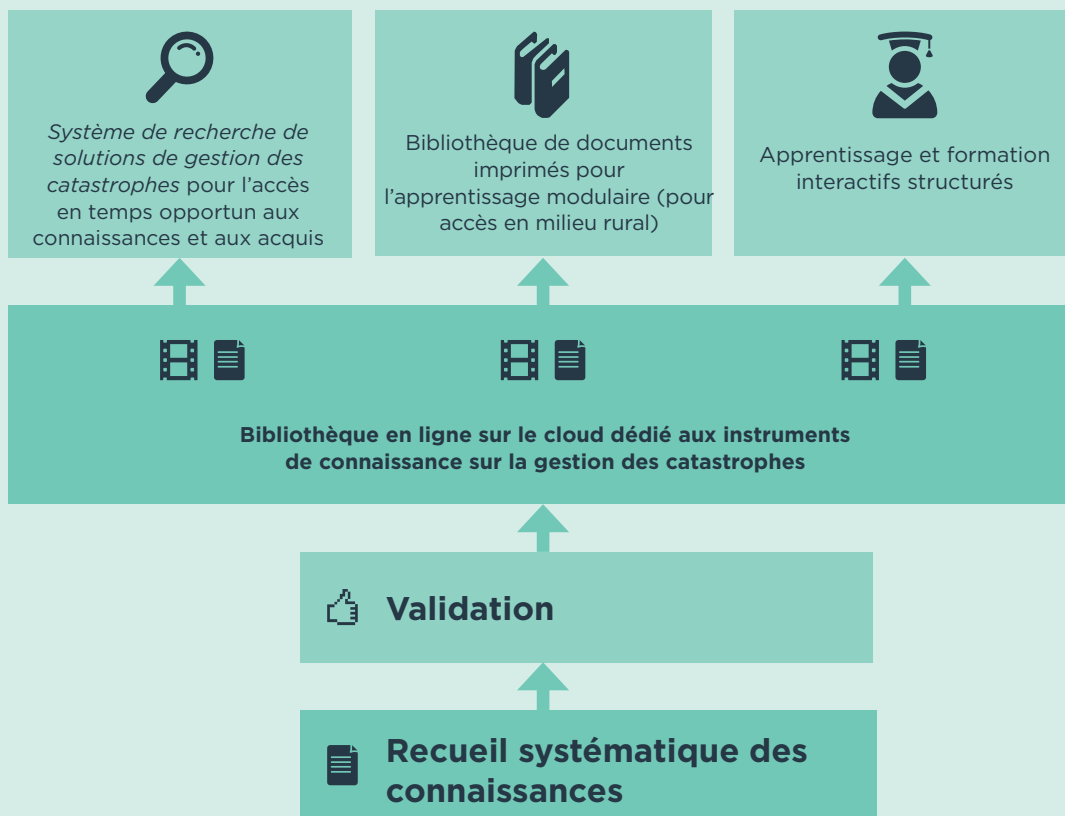 Système de recherche de
solutions de gestion des
catastrophes pour l'accès
en temps opportun aux
connaissances et aux acquis
Bibliothèque de documents
imprimés pour
l'apprentissage modulaire (pour
accès en milieu rural)
Apprentissage et formation
interactifs structurés
Bibliothèque en ligne sur le cloud dédié aux instruments
de connaissance sur la gestion des catastrophes
Validation
Recueil systématique des
connaissances